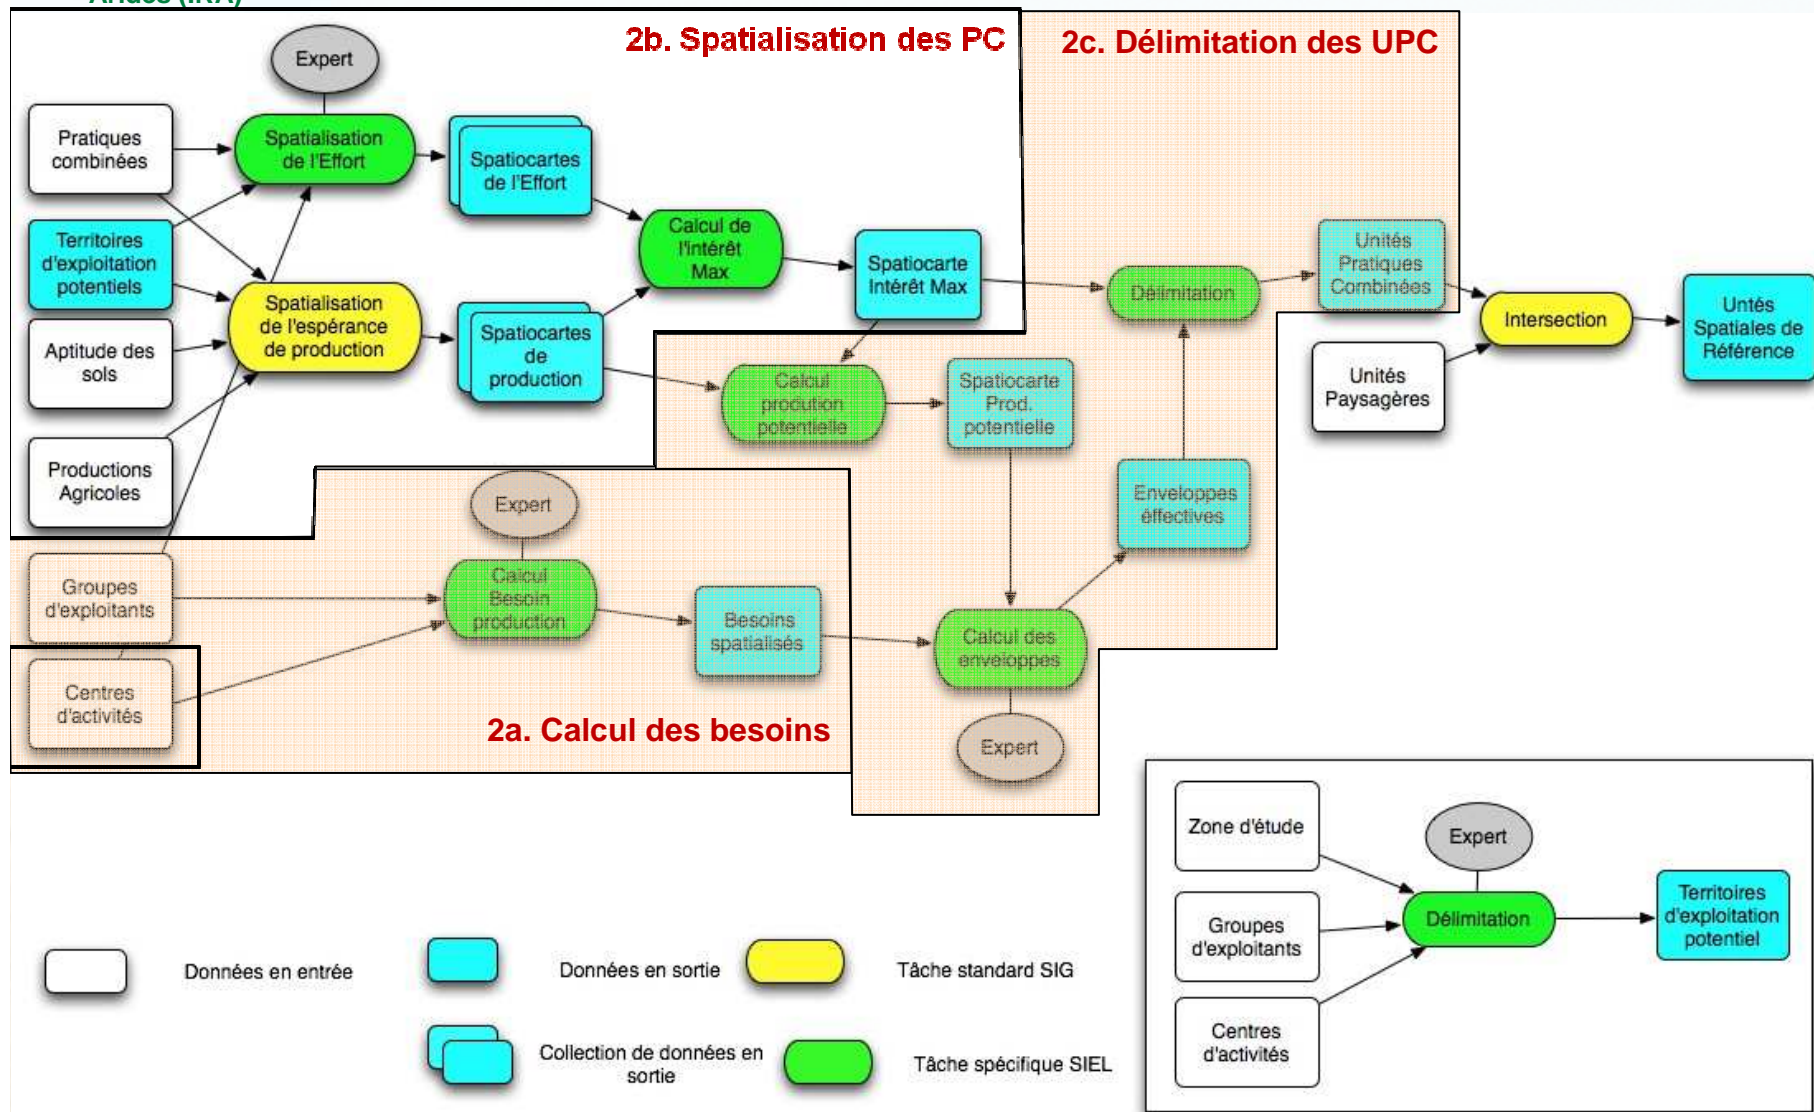 Arides (IRA)
2b. Spatialisation des PC
2c. Délimitation des UPC
Expert
Pratiques
combinées
Spatialisation
de l'Effort
Spatiocartes
de l'Effort
Territoires
d'exploitation
potentiels
Calcul de
l'intérêt
Max
Spatiocarte
Intérêt Max
Délimitation
Unités
Pratiques
Combinées
Spatialisation
de l'espérance
de production
Spatiocartes
de
production
Intersection
Untés
Spatiales de
Référence
Aptitude des
sols
Calcul
prodution
potentielle
Spatiocarte
Prod.
potentielle
Unités
Paysagères
Productions
Agricoles
Expert
Enveloppes
éffectives
Groupes
d'exploitants
Calcul
Besoin
production
Besoins
spatialisés
Calcul des
enveloppes
Centres
d'activités
2a. Calcul des besoins
Expert
Zone d'étude
Expert
Groupes
d'exploitants
Délimitation
Territoires
d'exploitation
potentiel
Centres
d'activités
Données en entrée
Données en sortie
Tâche standard SIG
Collection de données en
sortie
Tâche spécifique SIEL